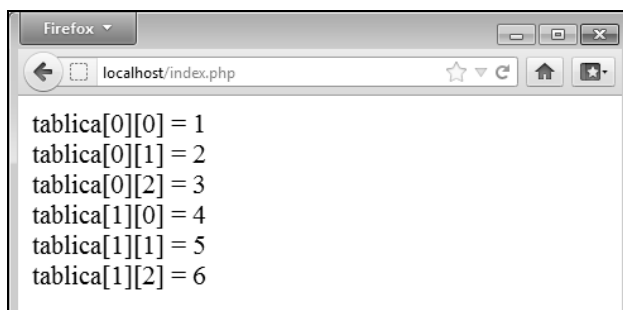 Firefox
localhost/index.php
tablica[0][0] = 1
tablica[0][1] = 2
tablica[0][2] = 3
tablica[1][0] = 4
tablica[1][1] = 5
tablica[1][2] = 6